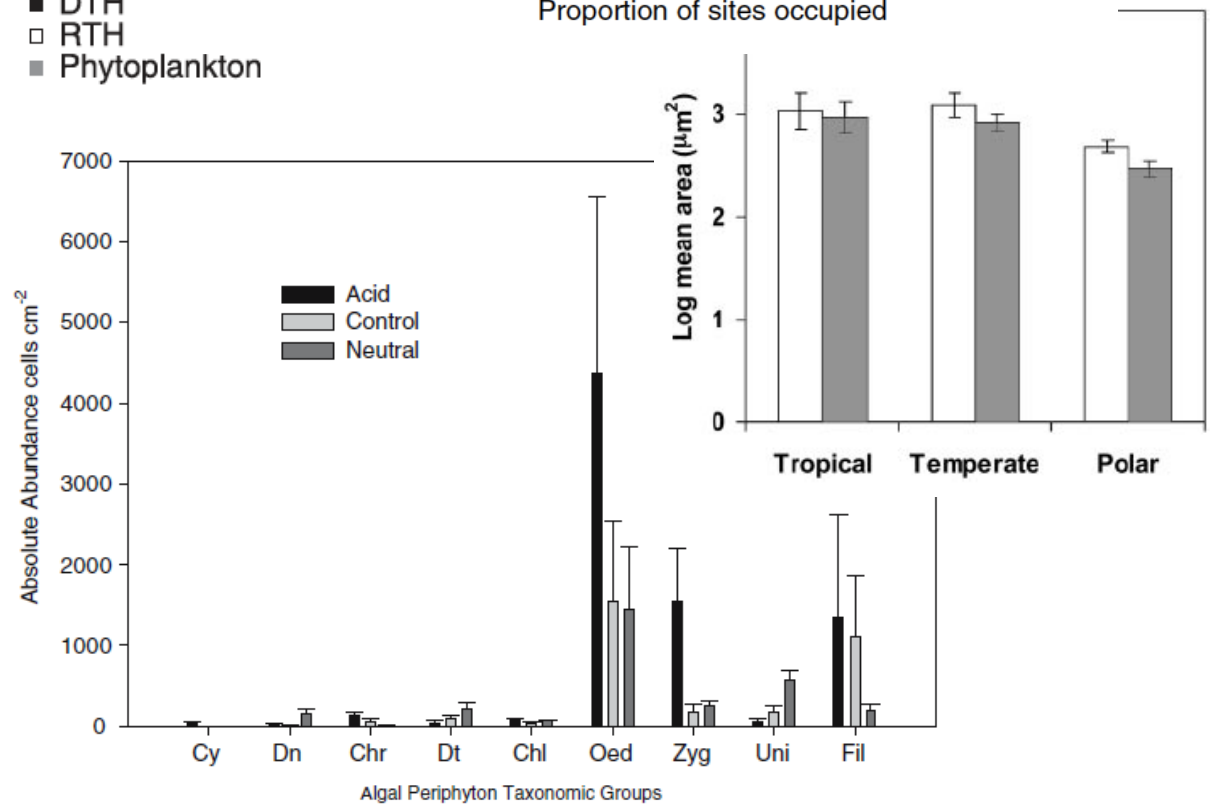 DTH
RTH
Phytoplankton
Proportion of sites occupied
Log mean area (μm²)
3
2
1
0
Tropical Temperate Polar
Absolute Abundance cells cm⁻²
7000
6000
5000
4000
3000
2000
1000
0
Acid
Control
Neutral
Cy Dn Chr Dt Chl Oed Zyg Uni Fil
Algal Periphyton Taxonomic Groups